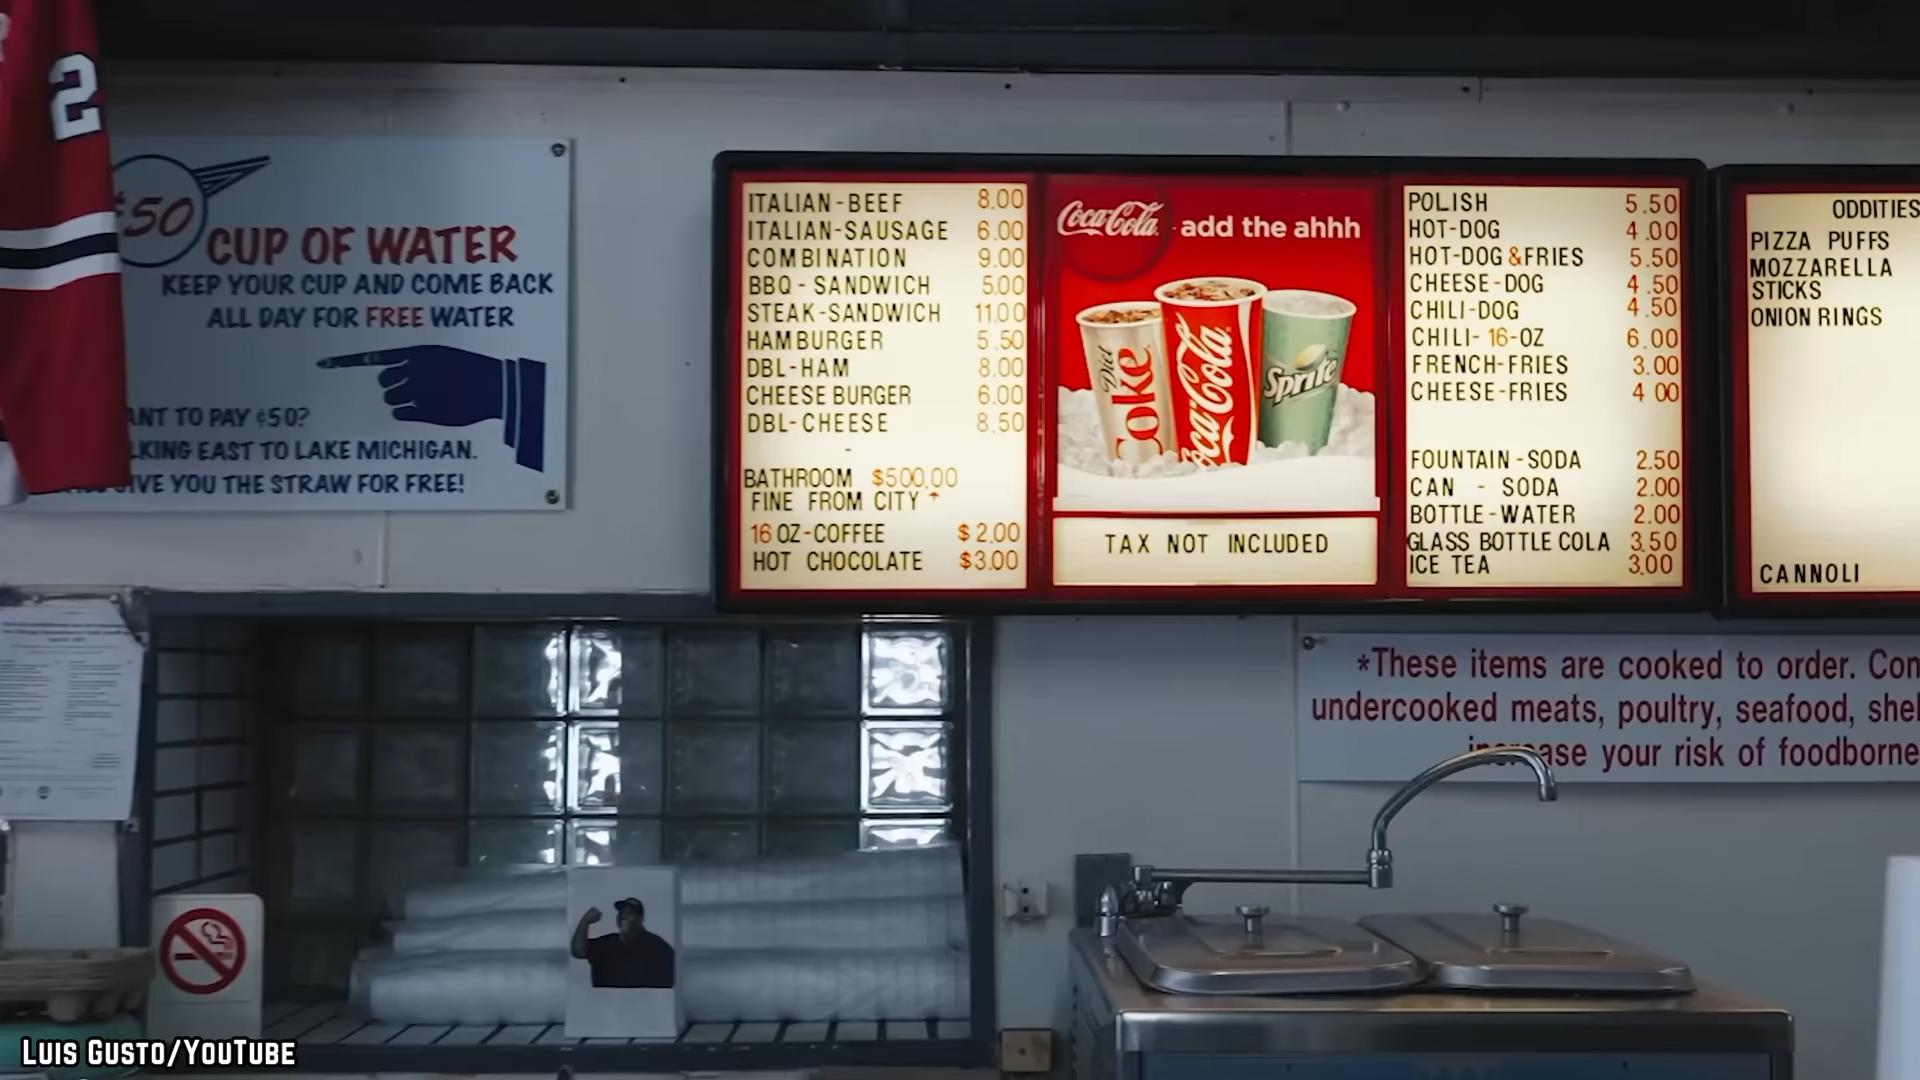 2
¢50
CUP OF WATER
KEEP YOUR CUP AND COME BACK
ALL DAY FOR FREE WATER
ANT TO PAY ¢50?
LKING EAST TO LAKE MICHIGAN.
IVE YOU THE STRAW FOR FREE!
ITALIAN-BEEF 8.00
ITALIAN-SAUSAGE 6.00
COMBINATION 9.00
BBQ-SANDWICH 5.00
STEAK-SANDWICH 11.00
HAMBURGER 5.50
DBL-HAM 8.00
CHEESEBURGER 6.00
DBL-CHEESE 8.50
-
BATHROOM $500.00
FINE FROM CITY
16 OZ-COFFEE $2.00
HOT CHOCOLATE $3.00
Coca-Cola add the ahhh
Diet Coke
Coca-Cola
Sprite
TAX NOT INCLUDED
POLISH 5.50
HOT-DOG 4.00
HOT-DOG &FRIES 5.50
CHEESE-DOG 4.50
CHILI-DOG 4.50
CHILI-16-OZ 6.00
FRENCH-FRIES 3.00
CHEESE-FRIES 4 00
FOUNTAIN-SODA 2.50
CAN - SODA 2.00
BOTTLE-WATER 2.00
GLASS BOTTLE COLA 3.50
ICE TEA 3.00
ODDITIES
PIZZA PUFFS
MOZZARELLA
STICKS
ONION RINGS
CANNOLI
*These items are cooked to order. Con
undercooked meats, poultry, seafood, shel
increase your risk of foodborne
LUIS GUSTO/YOUTUBE